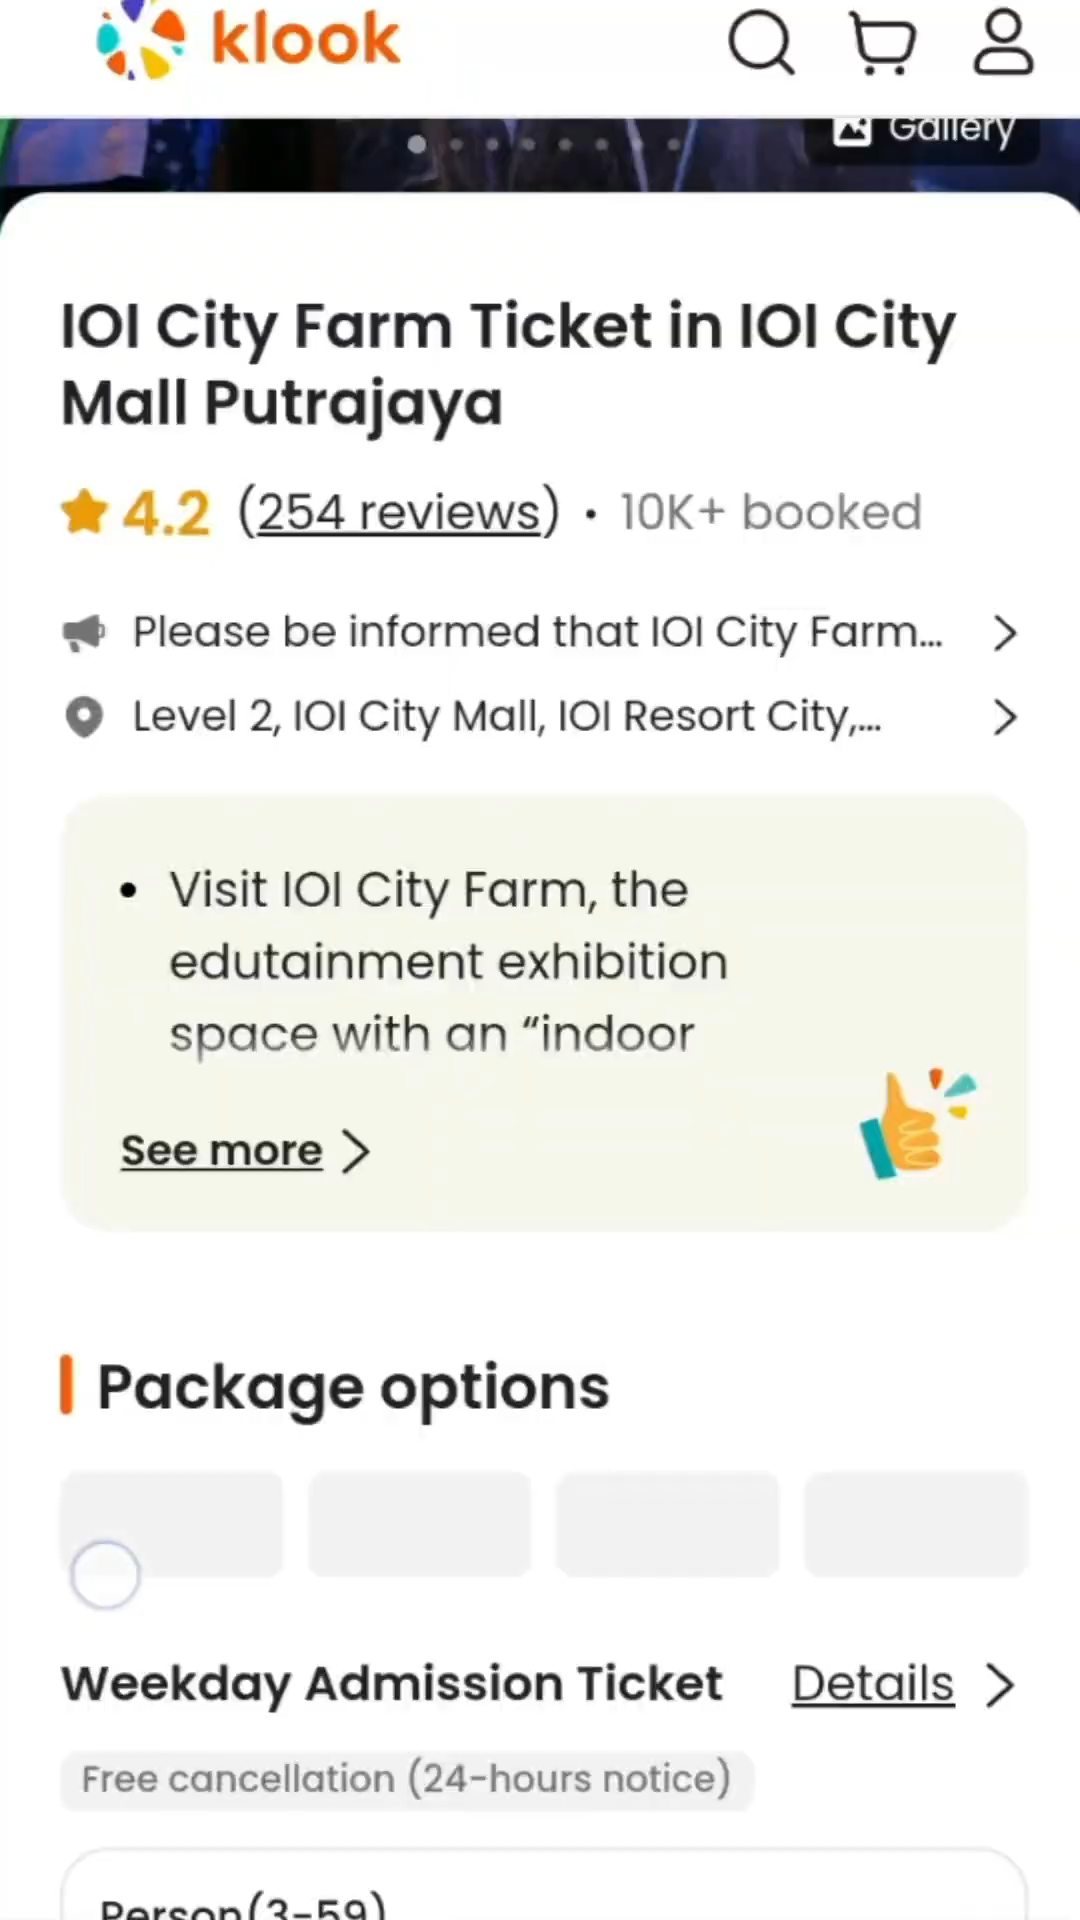 klook
Gallery
IOI City Farm Ticket in IOI City
Mall Putrajaya
4.2 (254 reviews) · 10K+ booked
Please be informed that IOI City Farm...
Level 2, IOI City Mall, IOI Resort City,...
• Visit IOI City Farm, the
edutainment exhibition
space with an “indoor
See more
Package options
Weekday Admission Ticket Details
Free cancellation (24-hours notice)
Person(3-59)